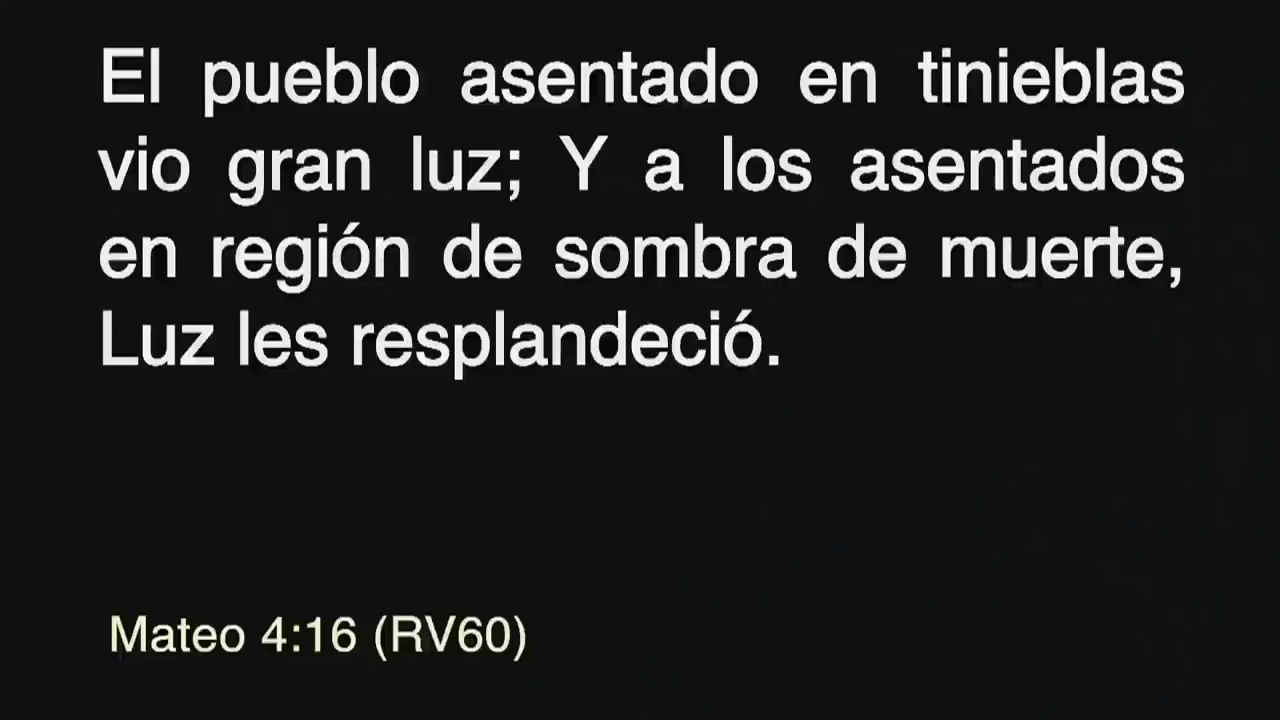 El pueblo asentado en tinieblas
vio gran luz; Y a los asentados
en región de sombra de muerte,
Luz les resplandeció.
Mateo 4:16 (RV60)